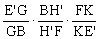 E'G/GB · BH'/H'F · FK/KE'